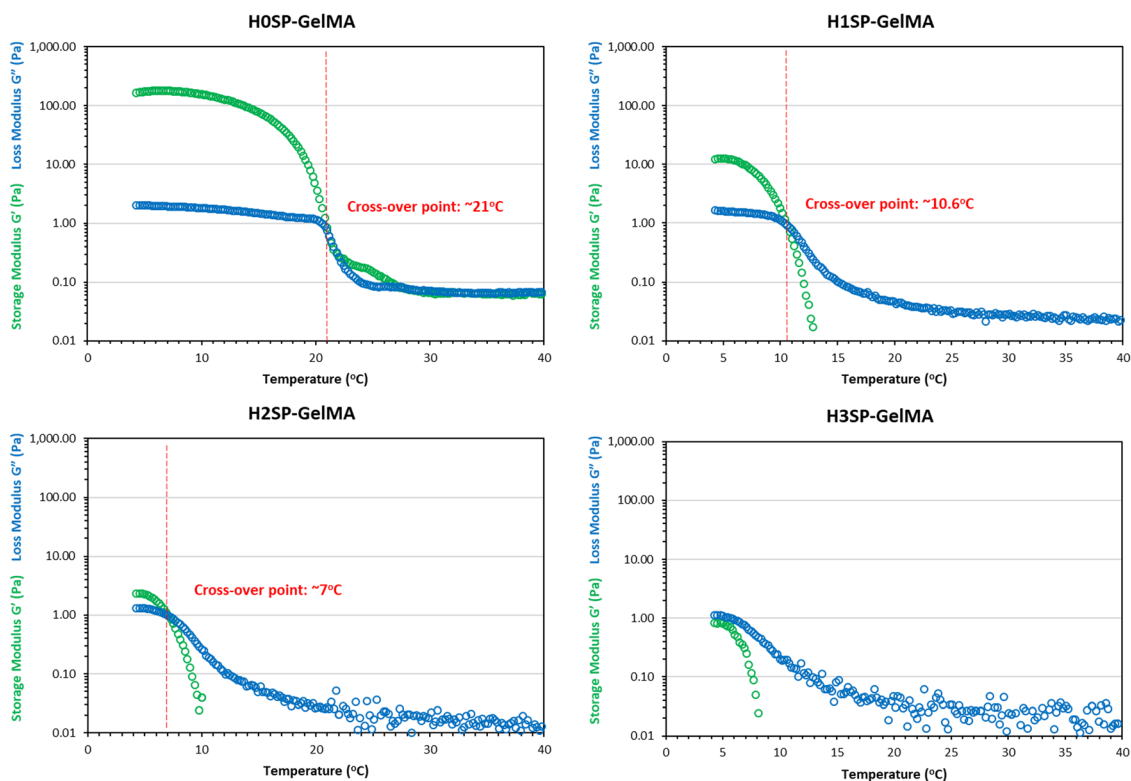 H0SP-GelMA
Storage Modulus G′ (Pa) Loss Modulus G″ (Pa)
1,000.00
100.00
10.00
1.00
0.10
0.01
Cross-over point: ~21°C
0 10 20 30 40
Temperature (°C)
H1SP-GelMA
Storage Modulus G′ (Pa) Loss Modulus G″ (Pa)
1,000.00
100.00
10.00
1.00
0.10
0.01
Cross-over point: ~10.6°C
0 5 10 15 20 25 30 35 40
Temperature (°C)
H2SP-GelMA
Storage Modulus G′ (Pa) Loss Modulus G″ (Pa)
1,000.00
100.00
10.00
1.00
0.10
0.01
Cross-over point: ~7°C
0 10 20 30 40
Temperature (°C)
H3SP-GelMA
Storage Modulus G′ (Pa) Loss Modulus G″ (Pa)
1,000.00
100.00
10.00
1.00
0.10
0.01
0 5 10 15 20 25 30 35 40
Temperature (°C)